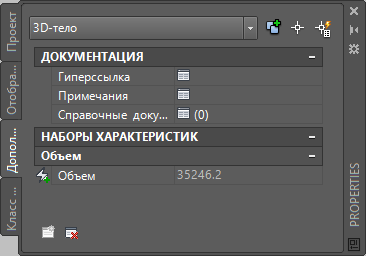 3D-тело
ДОКУМЕНТАЦИЯ
Гиперссылка
Примечания
Справочные доку... (0)
НАБОРЫ ХАРАКТЕРИСТИК
Объем
Объем 35246.2
Проект
Отобра...
Допол...
Класс ...
PROPERTIES